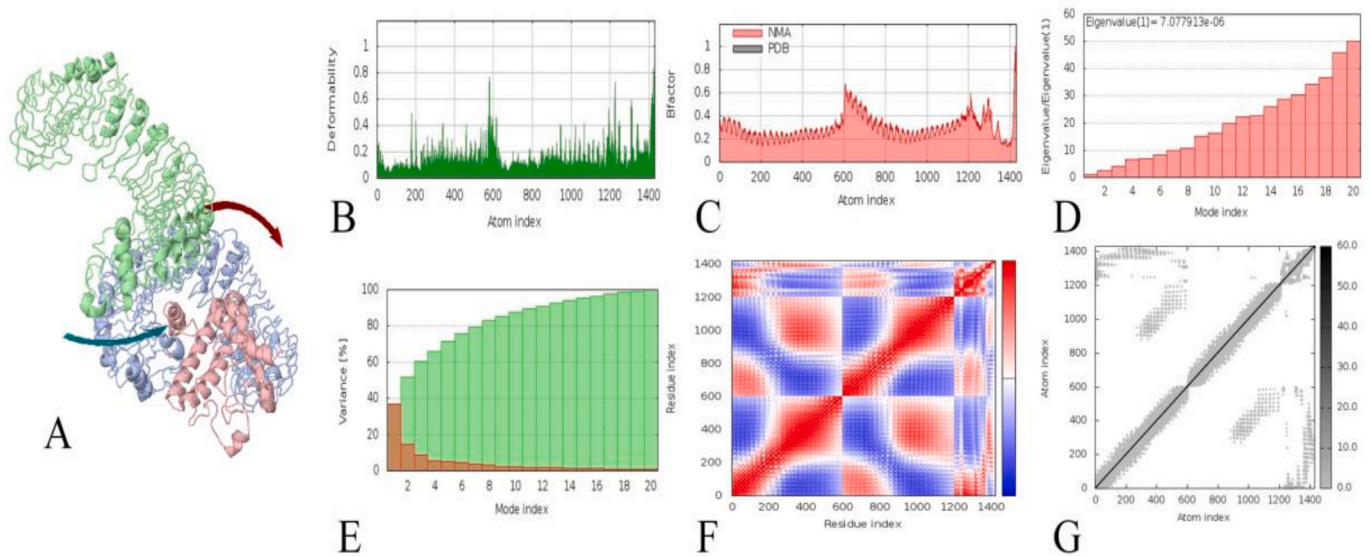 A
Deformability
1
0.8
0.6
0.4
0.2
0
0 200 400 600 800 1000 1200 1400
Atom index
B
Bfactor
NMA
PDB
1
0.8
0.6
0.4
0.2
0
0 200 400 600 800 1000 1200 1400
Atom index
C
Eigenvalue(1)= 7.077913e-06
Eigenvalue/Eigenvalue(1)
60
50
40
30
20
10
0
2 4 6 8 10 12 14 16 18 20
Mode index
D
Variance [%]
100
80
60
40
20
0
2 4 6 8 10 12 14 16 18 20
Mode index
E
Residue index
1400
1200
1000
800
600
400
200
0
0 200 400 600 800 1000 1200 1400
Residue index
F
Atom index
1400
1200
1000
800
600
400
200
0
0 200 400 600 800 1000 1200 1400
Atom index
60.0
50.0
40.0
30.0
20.0
10.0
0.0
G